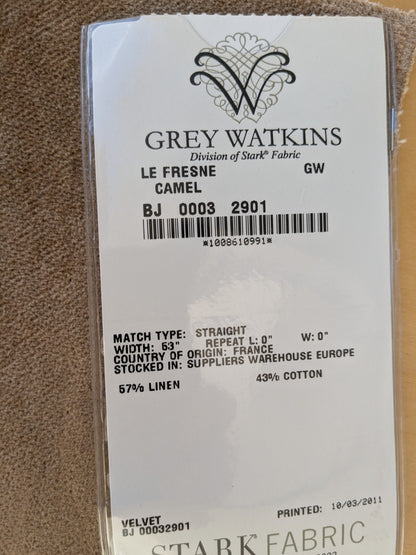 W
GREY WATKINS
Division of Stark® Fabric
LE FRESNE GW
CAMEL
BJ 0003 2901
*1008610991*
MATCH TYPE: STRAIGHT
WIDTH: 53" REPEAT L: 0" W: 0"
COUNTRY OF ORIGIN: FRANCE
STOCKED IN: SUPPLIERS WAREHOUSE EUROPE
57% LINEN 43% COTTON
VELVET PRINTED: 10/03/2011
BJ 00032901
STARK FABRIC